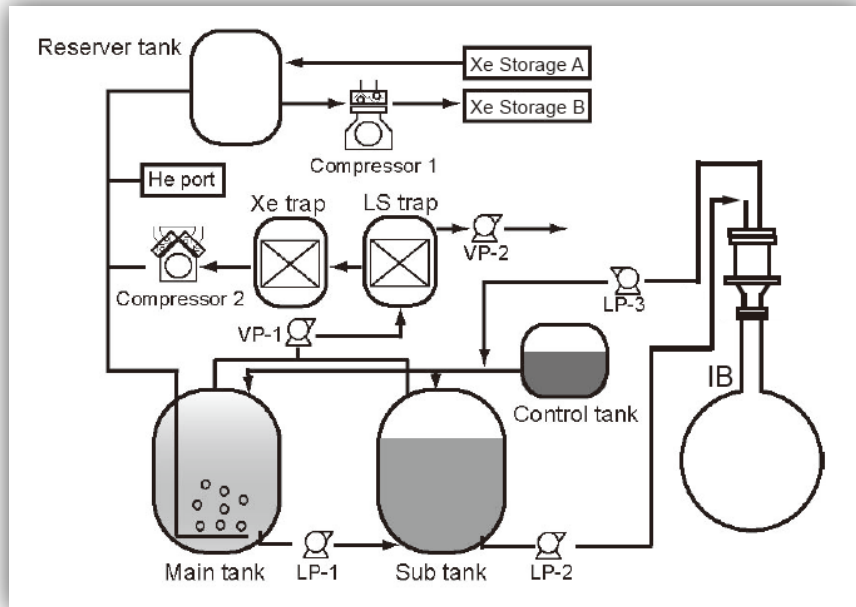 Reserver tank
Xe Storage A
Xe Storage B
Compressor 1
He port
Xe trap
LS trap
VP-2
Compressor 2
LP-3
VP-1
IB
Control tank
Main tank
LP-1
Sub tank
LP-2